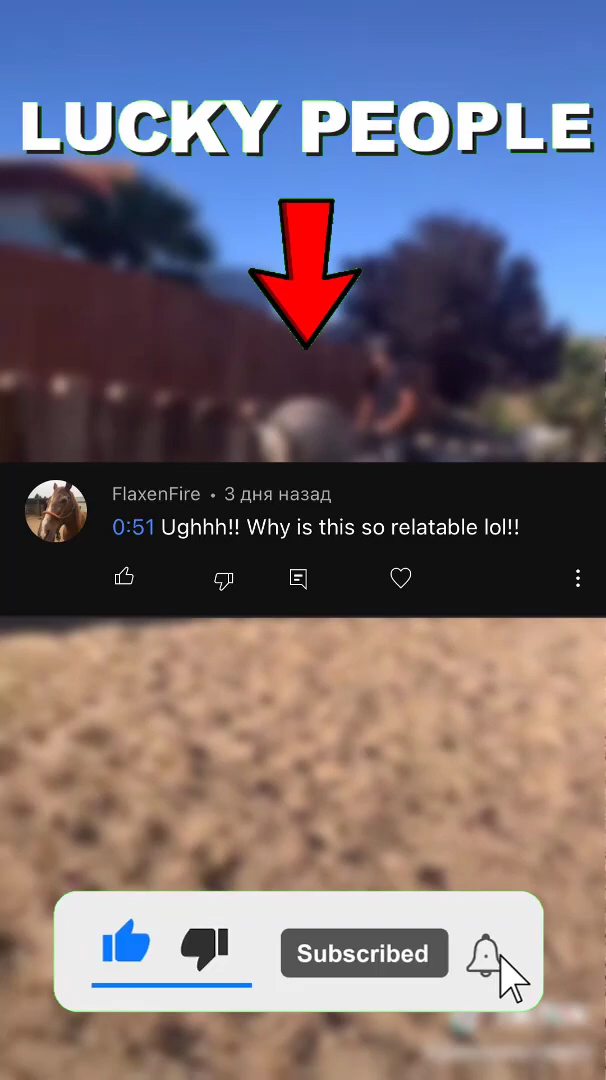 LUCKY PEOPLE
FlaxenFire • 3 дня назад
0:51 Ughhh!! Why is this so relatable lol!!
Subscribed